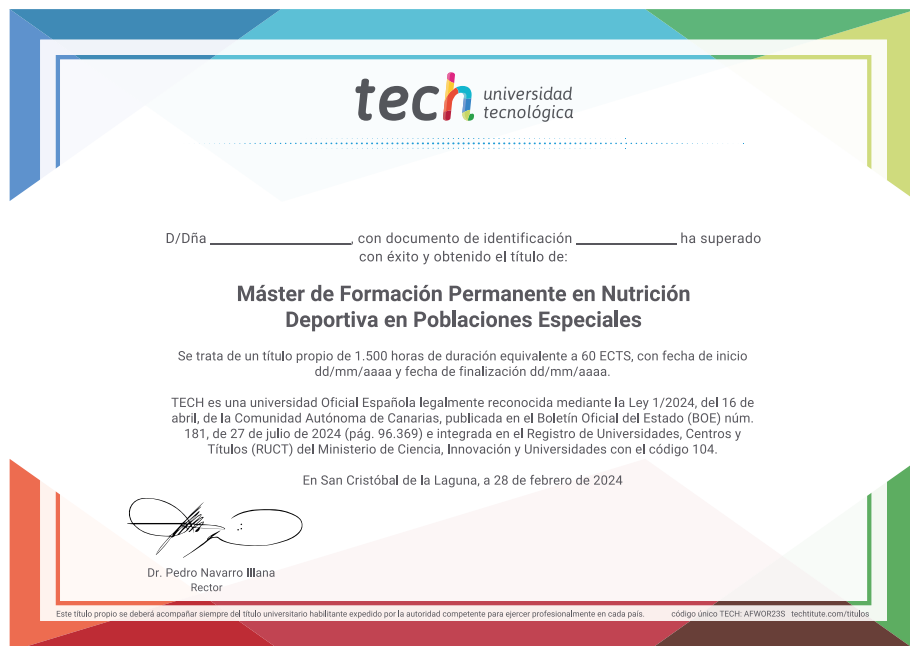 tech universidad
tecnológica
D/Dña ____________, con documento de identificación ____________ ha superado
con éxito y obtenido el título de:
Máster de Formación Permanente en Nutrición
Deportiva en Poblaciones Especiales
Se trata de un título propio de 1.500 horas de duración equivalente a 60 ECTS, con fecha de inicio
dd/mm/aaaa y fecha de finalización dd/mm/aaaa.
TECH es una universidad Oficial Española legalmente reconocida mediante la Ley 1/2024, del 16 de
abril, de la Comunidad Autónoma de Canarias, publicada en el Boletín Oficial del Estado (BOE) núm.
181, de 27 de julio de 2024 (pág. 96.369) e integrada en el Registro de Universidades, Centros y
Títulos (RUCT) del Ministerio de Ciencia, Innovación y Universidades con el código 104.
En San Cristóbal de la Laguna, a 28 de febrero de 2024
Dr. Pedro Navarro Illana
Rector
Este título propio se deberá acompañar siempre del título universitario habilitante expedido por la autoridad competente para ejercer profesionalmente en cada país. código único TECH: AFWOR23S techtitute.com/titulos